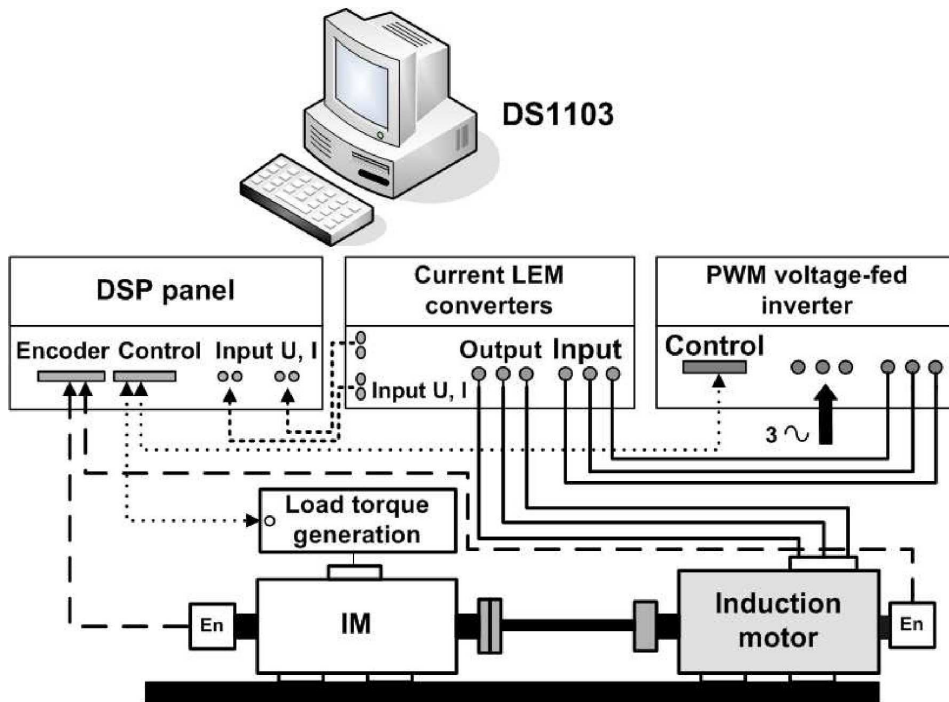 DS1103
DSP panel
Encoder Control Input U, I
Current LEM
converters
Output Input
Input U, I
PWM voltage-fed
inverter
Control
3
Load torque
generation
En
IM
Induction
motor
En